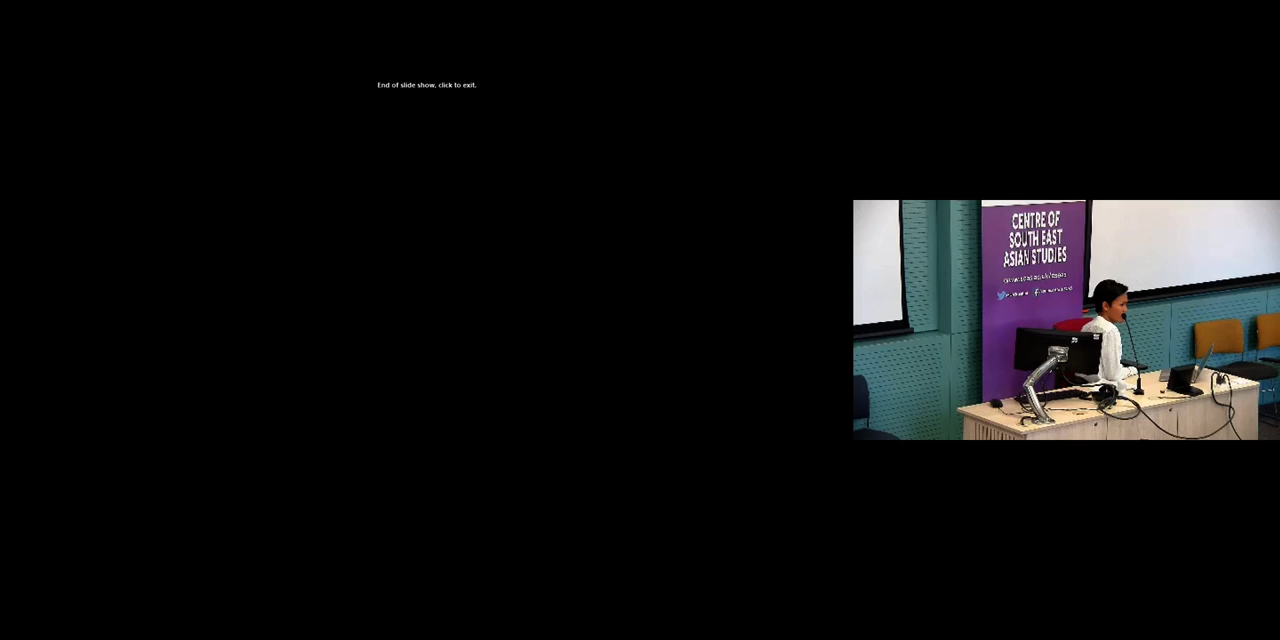 End of slide show, click to exit.
CENTRE OF
SOUTH EAST
ASIAN STUDIES